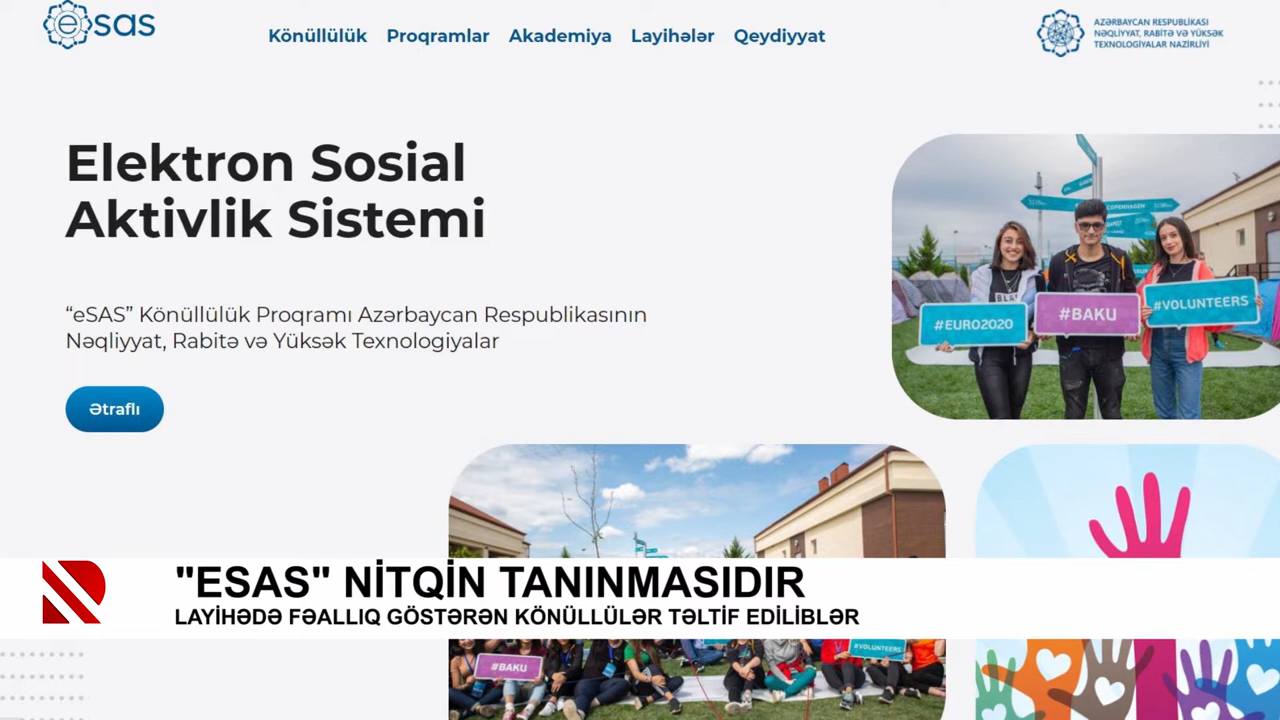 esas
Könüllülük Proqramlar Akademiya Layihələr Qeydiyyat
AZƏRBAYCAN RESPUBLİKASI
NƏQLİYYAT, RABİTƏ VƏ YÜKSƏK
TEXNOLOGİYALAR NAZİRLİYİ
Elektron Sosial
Aktivlik Sistemi
“eSAS” Könüllülük Proqramı Azərbaycan Respublikasının
Nəqliyyat, Rabitə və Yüksək Texnologiyalar
Ətraflı
COPENHAGEN
#EURO2020
#BAKU
#VOLUNTEERS
"ESAS" NİTQİN TANINMASIDIR
LAYİHƏDƏ FƏALLIQ GÖSTƏRƏN KÖNÜLLÜLƏR TƏLTİF EDİLİBLƏR
#BAKU
#VOLUNTEERS